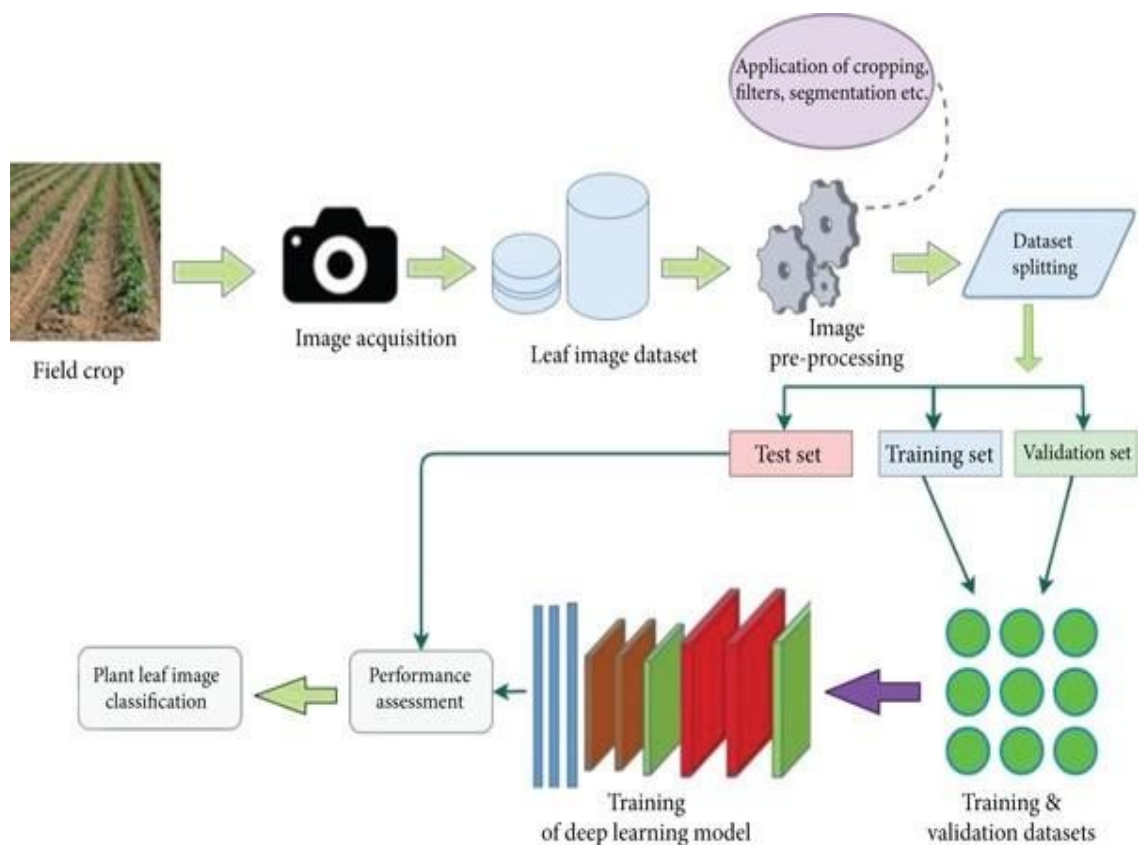 Application of cropping,
filters, segmentation etc.
Field crop
Image acquisition
Leaf image dataset
Image
pre-processing
Dataset
splitting
Test set
Training set
Validation set
Plant leaf image
classification
Performance
assessment
Training
of deep learning model
Training &
validation datasets